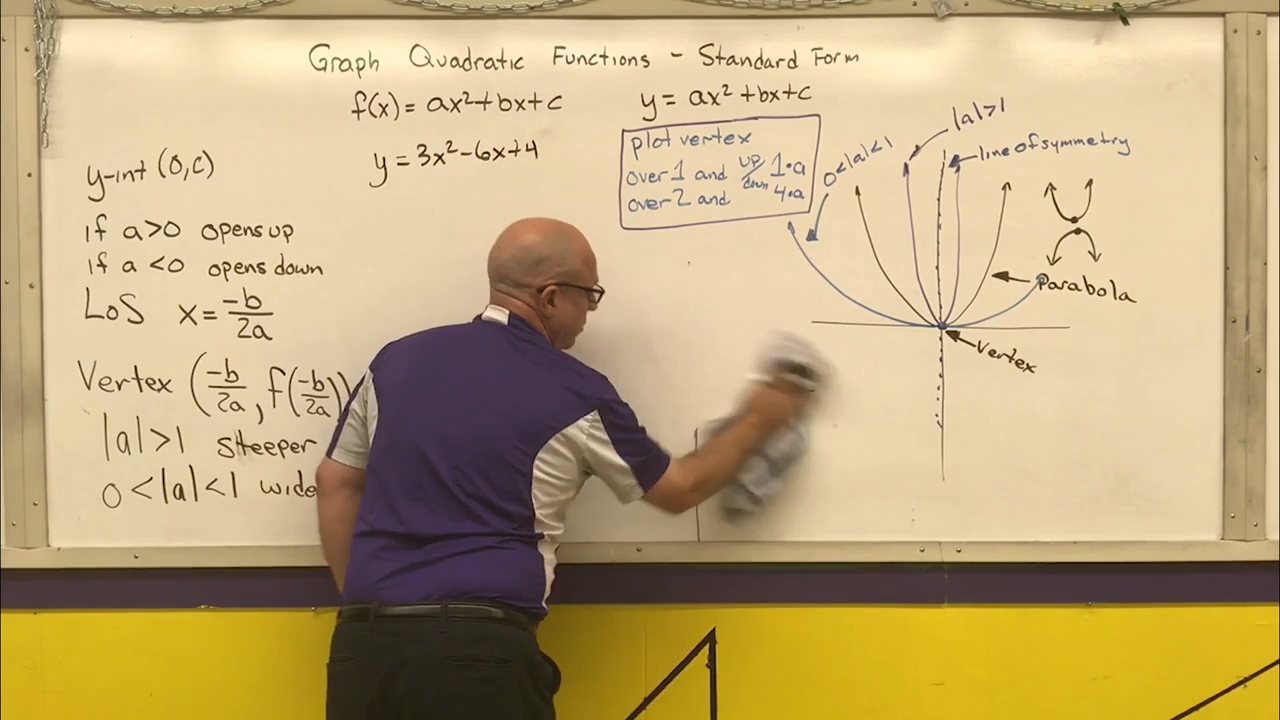 Graph Quadratic Functions - Standard Form
f(x) = ax²+bx+c
y = ax²+bx+c
y = 3x²-6x+4
y-int (0,c)
if a>0 opens up
if a<0 opens down
LoS x = -b/2a
Vertex (-b/2a, f(-b/2a))
|a|>1 steeper
0<|a|<1 wide
plot vertex
over 1 and up/down 1•a
over 2 and 4•a
0<|a|<1
|a|>1
line of symmetry
Parabola
Vertex